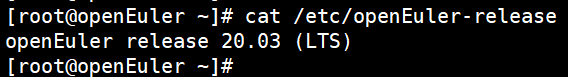 [root@openEuler ~]# cat /etc/openEuler-release
openEuler release 20.03 (LTS)
[root@openEuler ~]#